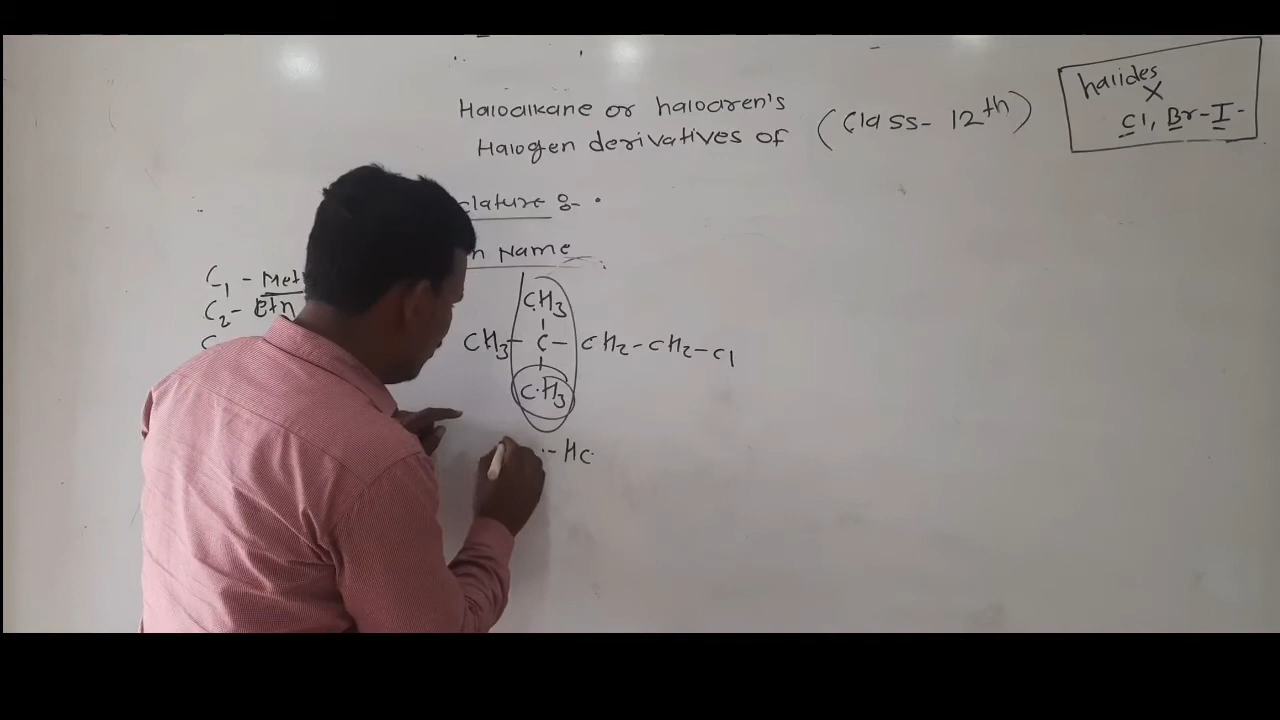 Haloalkane or haloaren's
Halogen derivatives of (Class- 12th)
halides
X
Cl, Br - I -
clature :-
n Name
C1 - Met
C2 - Eth
C
CH3
CH3 - C - CH2 - CH2 - Cl
CH3
- HC